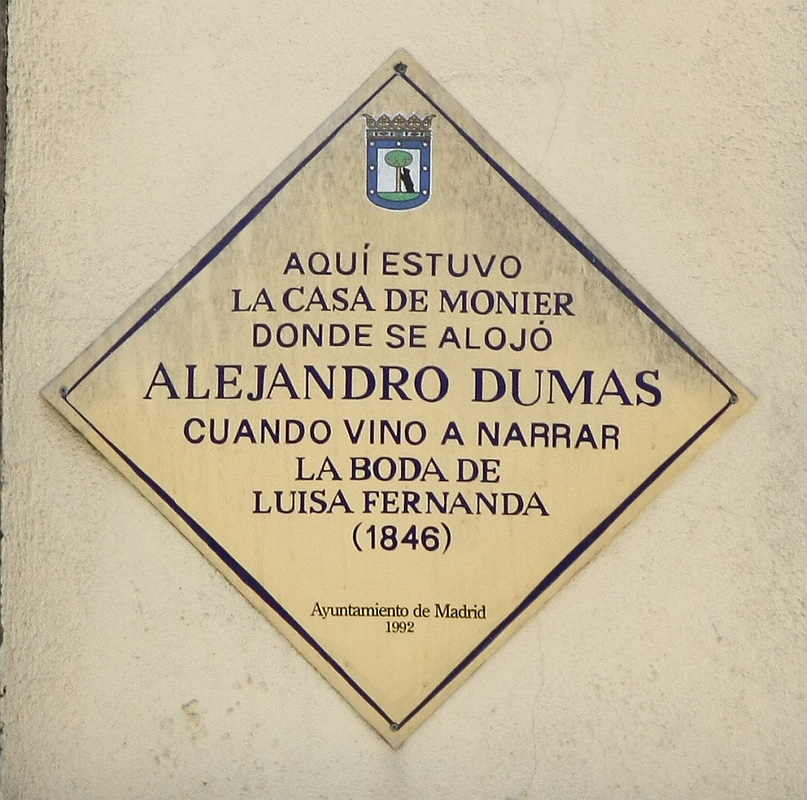 AQUÍ ESTUVO
LA CASA DE MONIER
DONDE SE ALOJÓ
ALEJANDRO DUMAS
CUANDO VINO A NARRAR
LA BODA DE
LUISA FERNANDA
(1846)
Ayuntamiento de Madrid
1992